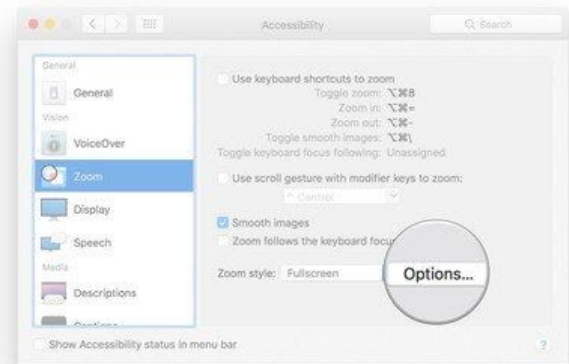 Accessibility
Search
General
General
Vision
VoiceOver
Zoom
Display
Speech
Media
Descriptions
Captions
Use keyboard shortcuts to zoom
Toggle zoom: ⌥⌘8
Zoom in: ⌥⌘=
Zoom out: ⌥⌘-
Toggle smooth images: ⌥⌘\
Toggle keyboard focus following: Unassigned
Use scroll gesture with modifier keys to zoom:
^ Control
Smooth images
Zoom follows the keyboard focu
Zoom style: Fullscreen
Options...
Show Accessibility status in menu bar
?